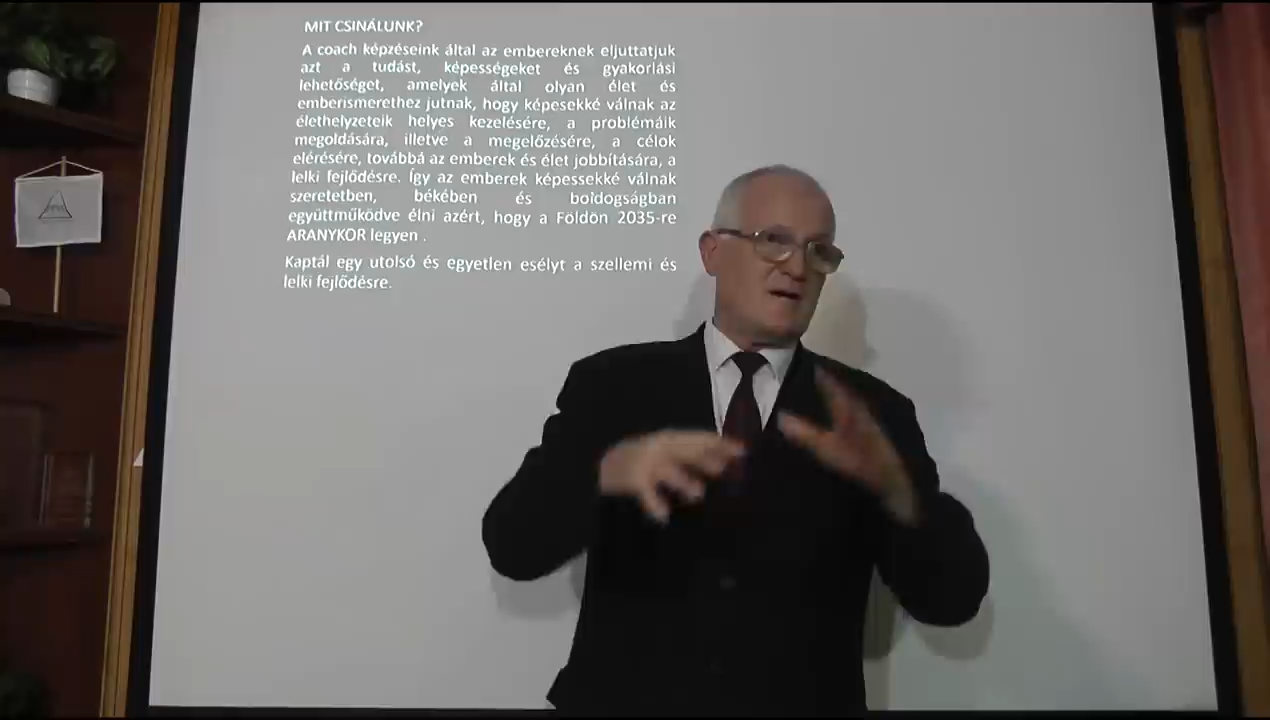 MIT CSINÁLUNK?
A coach képzéseink által az embereknek eljuttatjuk
azt a tudást, képességeket és gyakorlási
lehetőséget, amelyek által olyan élet és
emberismerethez jutnak, hogy képesekké válnak az
élethelyzeteik helyes kezelésére, a problémáik
megoldására, illetve a megelőzésére, a célok
elérésére, továbbá az emberek és élet jobbítására, a
lelki fejlődésre. Így az emberek képessekké válnak
szeretetben, békében és boldogságban
együttműködve élni azért, hogy a Földön 2035-re
ARANYKOR legyen .
Kaptál egy utolsó és egyetlen esélyt a szellemi és
lelki fejlődésre.